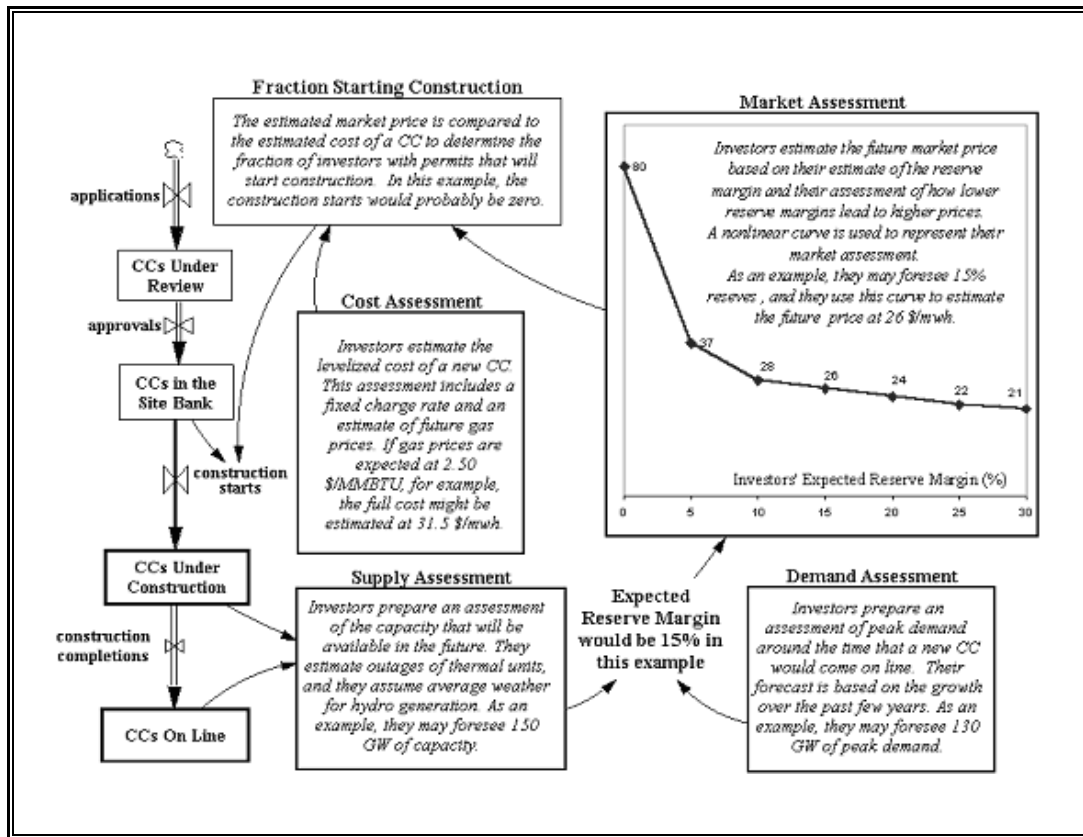 Fraction Starting Construction
The estimated market price is compared to
the estimated cost of a CC to determine the
fraction of investors with permits that will
start construction. In this example, the
construction starts would probably be zero.
applications
CCs Under
Review
approvals
CCs in the
Site Bank
construction
starts
CCs Under
Construction
construction
completions
CCs On Line
Cost Assessment
Investors estimate the
levelized cost of a new CC.
This assessment includes a
fixed charge rate and an
estimate of future gas
prices. If gas prices are
expected at 2.50
$/MMBTU, for example,
the full cost might be
estimated at 31.5 $/mwh.
Market Assessment
Investors estimate the future market price
based on their estimate of the reserve
margin and their assessment of how lower
reserve margins lead to higher prices.
A nonlinear curve is used to represent their
market assessment.
As an example, they may foresee 15%
reseves , and they use this curve to estimate
the future price at 26 $/mwh.
80
37
28
26
24
22
21
Investors' Expected Reserve Margin (%)
0 5 10 15 20 25 30
Supply Assessment
Investors prepare an assessment
of the capacity that will be
available in the future. They
estimate outages of thermal units,
and they assume average weather
for hydro generation. As an
example, they may foresee 150
GW of capacity.
Expected
Reserve Margin
would be 15% in
this example
Demand Assessment
Investors prepare an
assessment of peak demand
around the time that a new CC
would come on line. Their
forecast is based on the growth
over the past few years. As an
example, they may foresee 130
GW of peak demand.